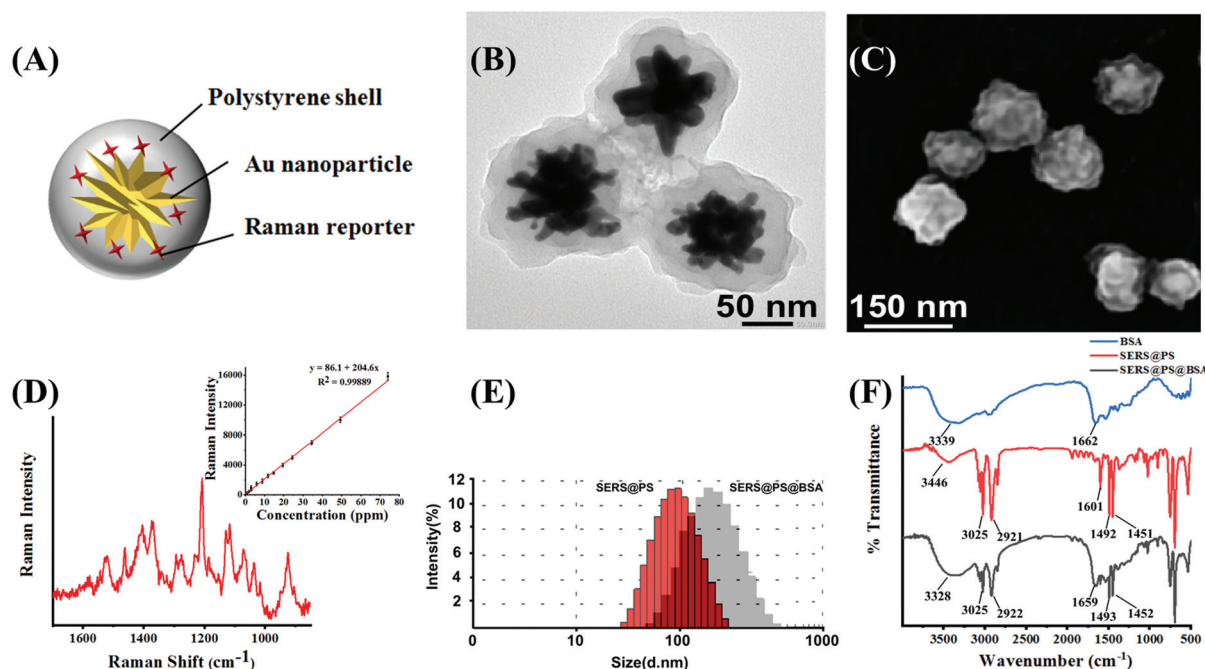 (A)
Polystyrene shell
Au nanoparticle
Raman reporter
(B)
50 nm
(C)
150 nm
(D)
Raman Intensity
1600
1400
1200
1000
Raman Shift (cm-1)
y = 86.1 + 204.6x
R2 = 0.99889
Raman Intensity
16000
12000
8000
4000
0
0 10 20 30 40 50 60 70 80
Concentration (ppm)
(E)
SERS@PS
SERS@PS@BSA
Intensity(%)
12
10
8
6
4
2
0
10
100
1000
Size(d.nm)
(F)
BSA
SERS@PS
SERS@PS@BSA
% Transmittance
3339
1662
3446
3025
2921
1601
1492
1451
3328
3025
2922
1659
1493
1452
4000 3500 3000 2500 2000 1500 1000 500
Wavenumber (cm-1)